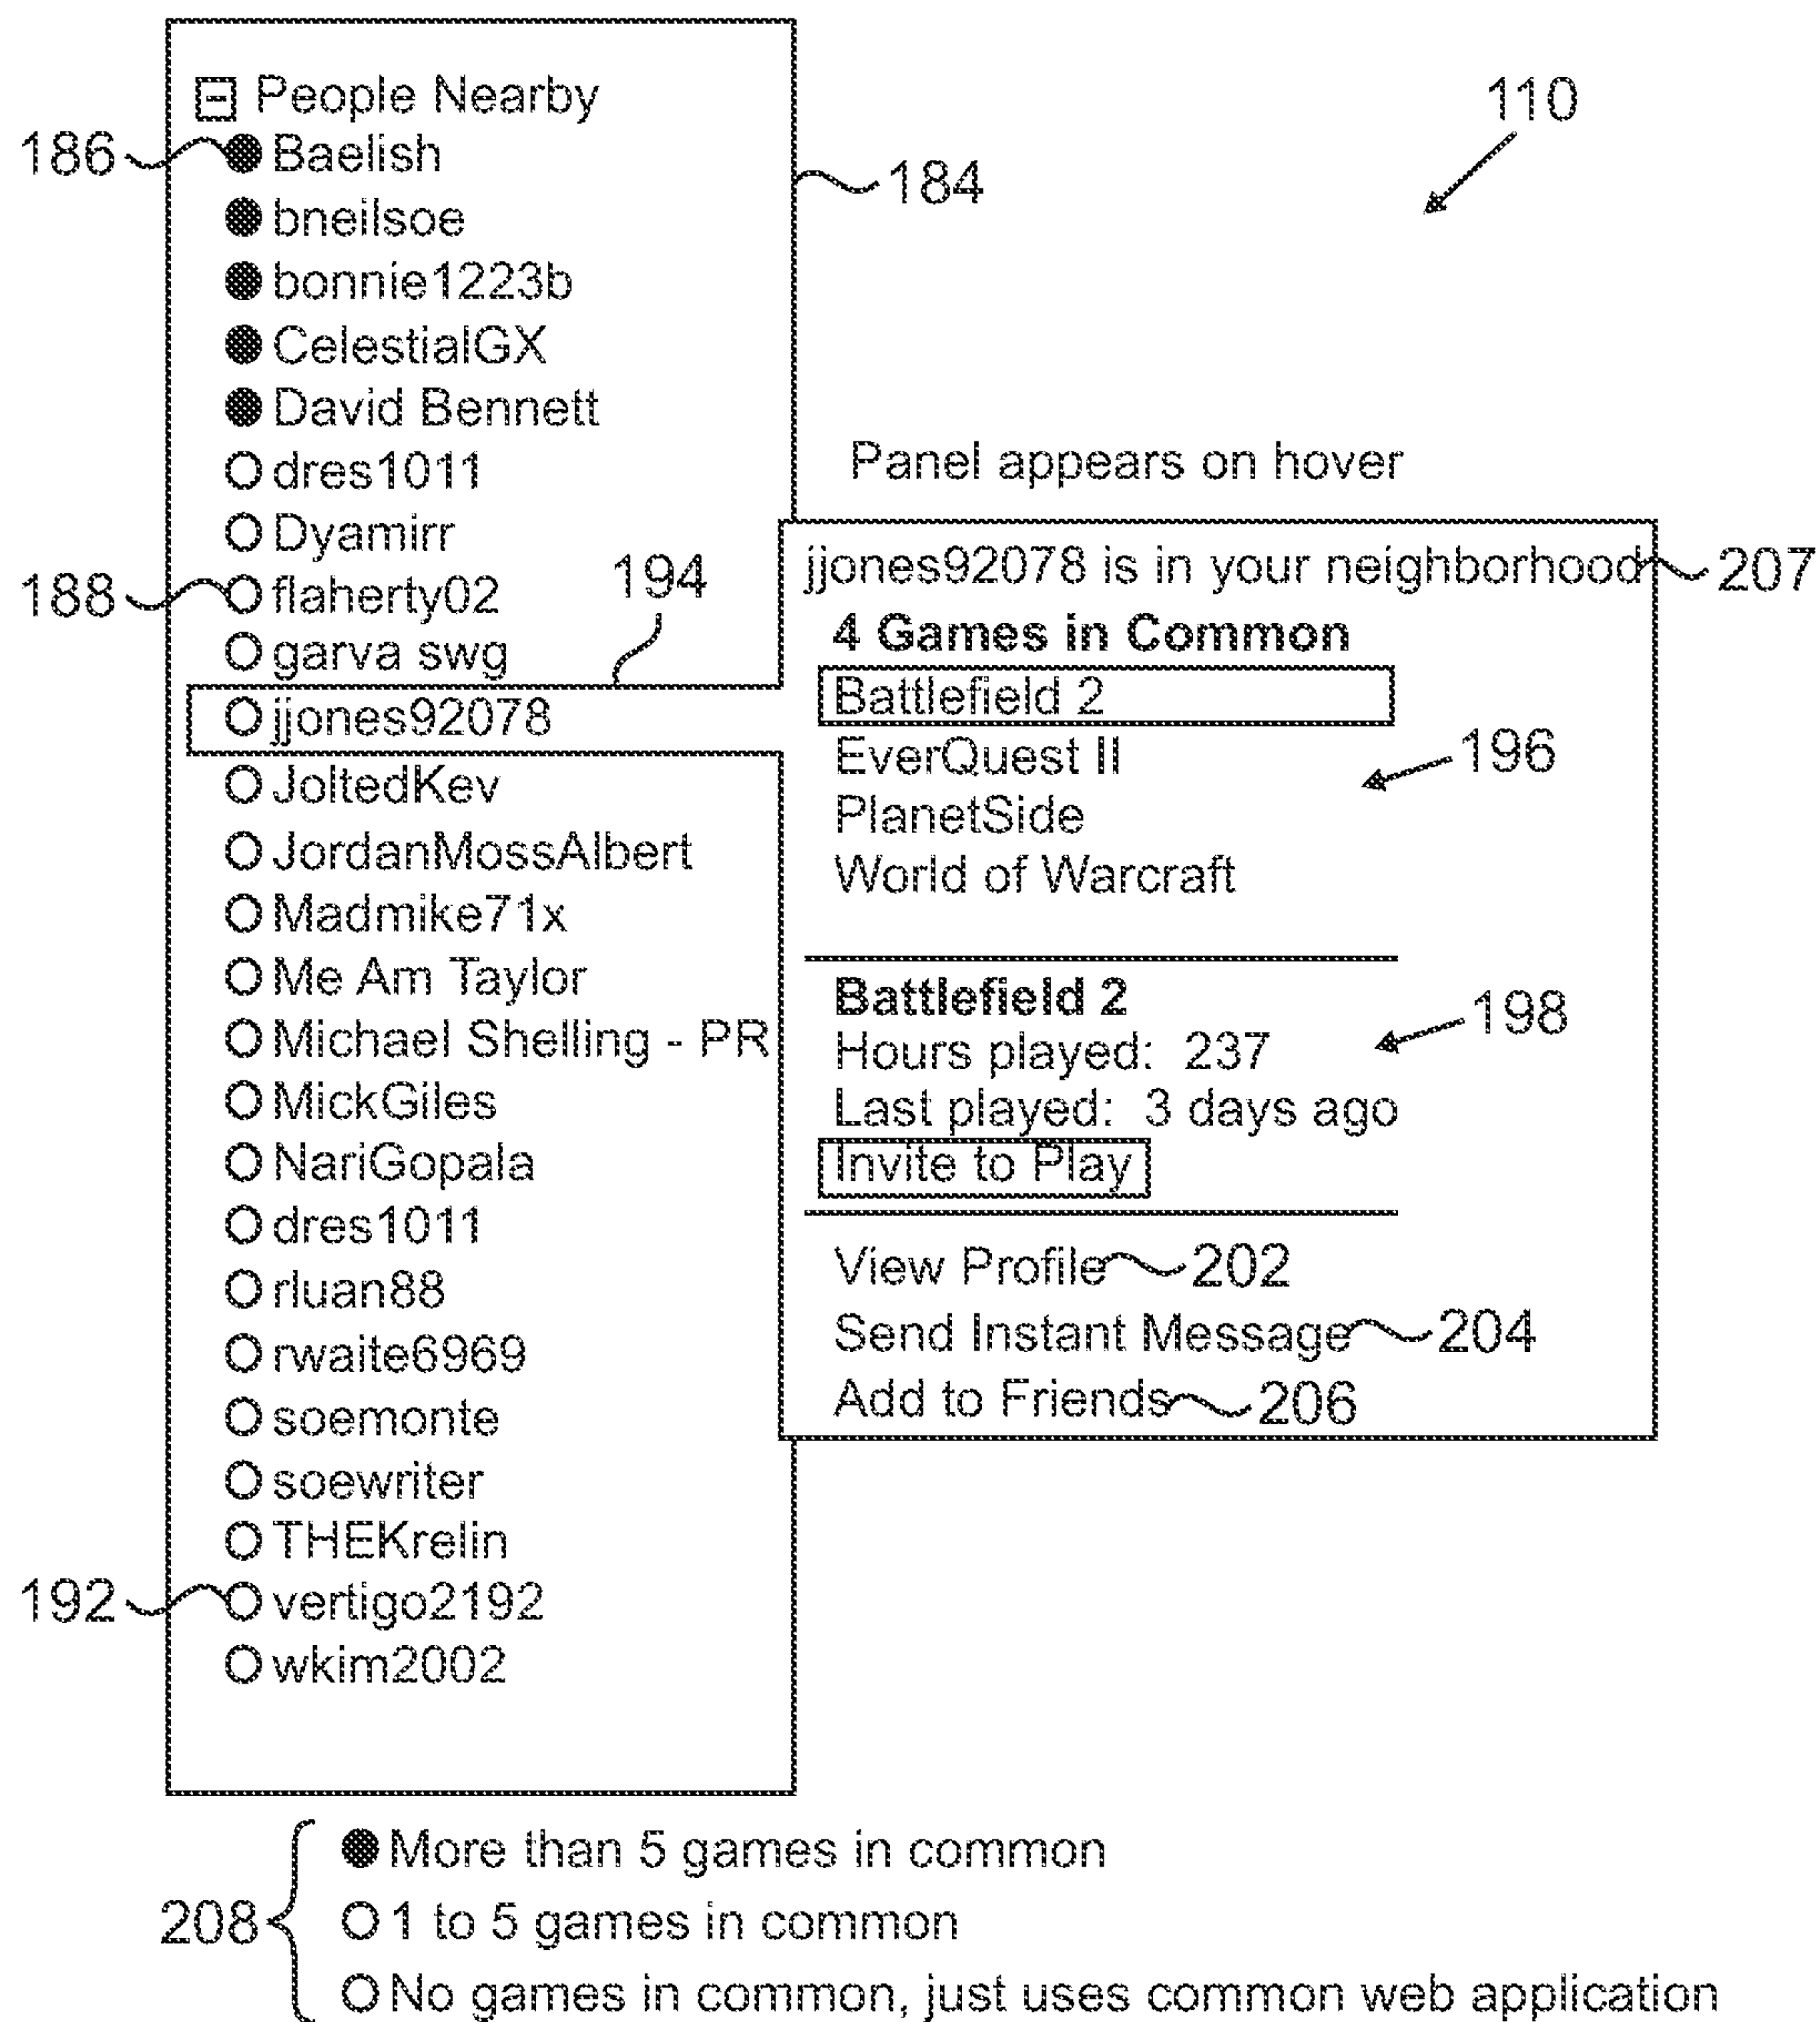 People Nearby
110
186
Baelish
184
bneilsoe
bonnie1223b
CelestialGX
David Bennett
dres1011
Dyamirr
188
flaherty02
garva swg
194
jjones92078
JoltedKev
JordanMossAlbert
Madmike71x
Me Am Taylor
Michael Shelling - PR
MickGiles
NariGopala
dres1011
rluan88
rwaite6969
soemonte
soewriter
THEKrelin
192
vertigo2192
wkim2002
Panel appears on hover
jjones92078 is in your neighborhood
207
4 Games in Common
Battlefield 2
EverQuest II
196
PlanetSide
World of Warcraft
Battlefield 2
198
Hours played: 237
Last played: 3 days ago
Invite to Play
View Profile 202
Send Instant Message 204
Add to Friends 206
208
More than 5 games in common
1 to 5 games in common
No games in common, just uses common web application